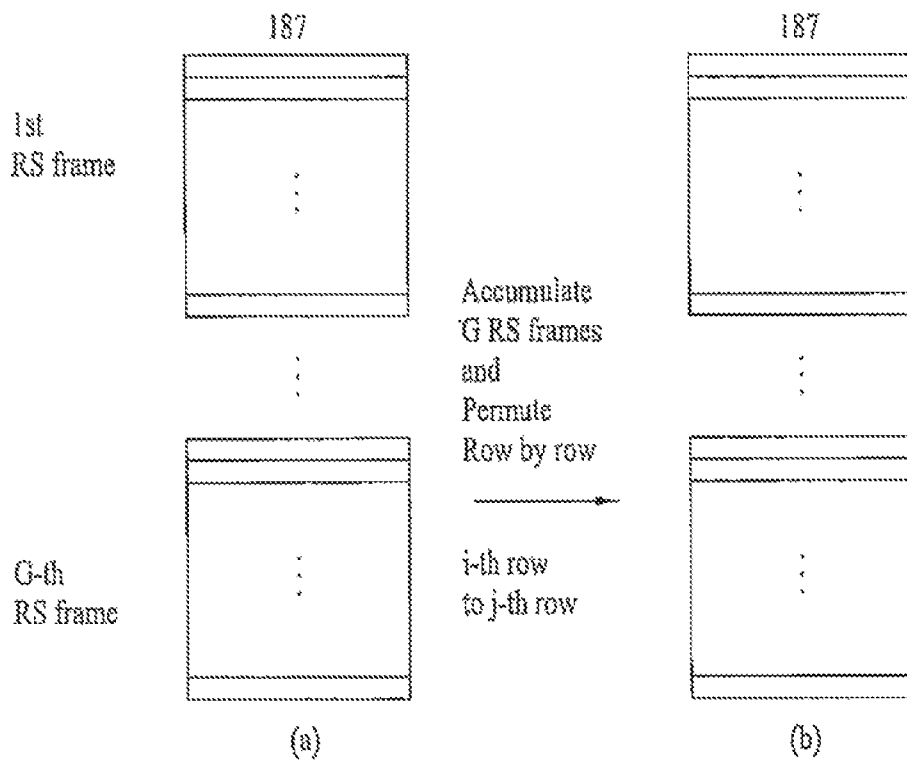 187
187
1st
RS frame
Accumulate
G RS frames
and
Permute
Row by row
i-th row
to j-th row
G-th
RS frame
(a)
(b)